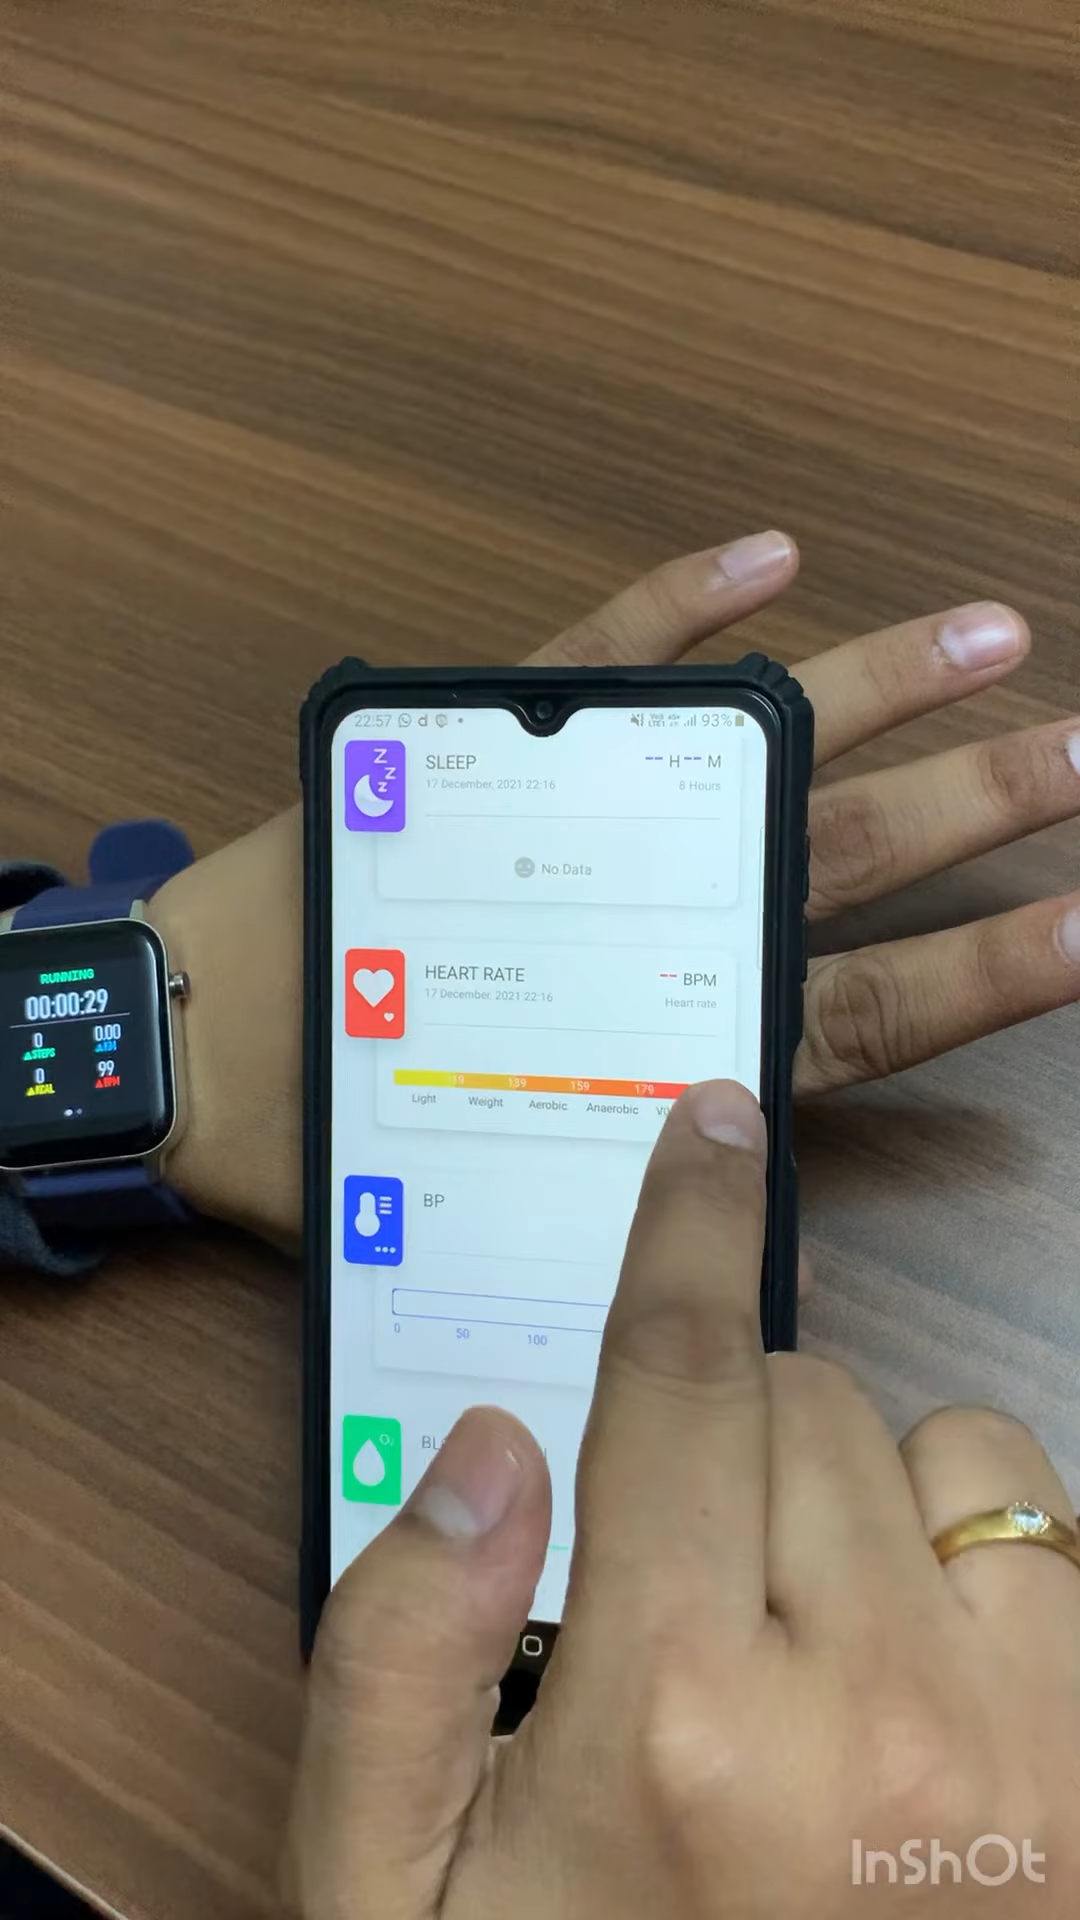 22:57
93%
SLEEP
-- H -- M
17 December, 2021 22:16
8 Hours
No Data
HEART RATE
-- BPM
17 December, 2021 22:16
Heart rate
139 159 179
Light Weight Aerobic Anaerobic
BP
0 50 100
RUNNING
00:00:29
0 0.00
STEPS
0 99
KCAL BPM
InShOt